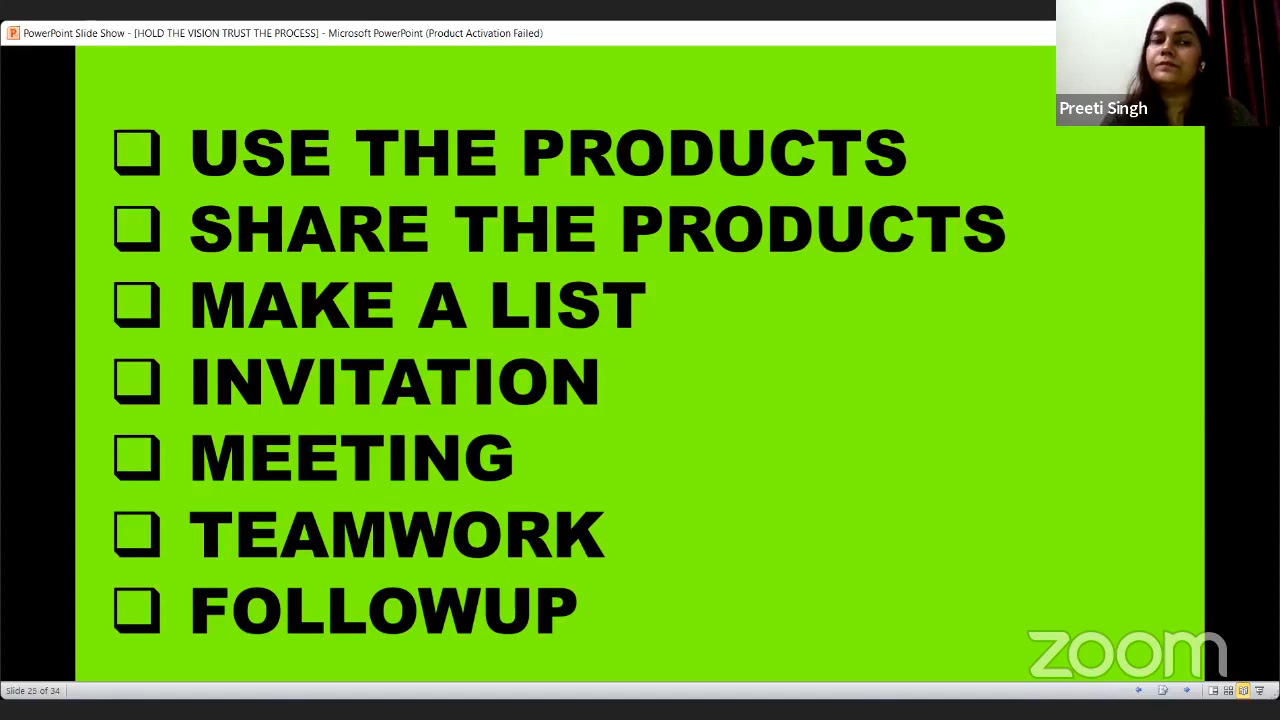 PowerPoint Slide Show - [HOLD THE VISION TRUST THE PROCESS] - Microsoft PowerPoint (Product Activation Failed)
Preeti Singh
USE THE PRODUCTS
SHARE THE PRODUCTS
MAKE A LIST
INVITATION
MEETING
TEAMWORK
FOLLOWUP
zoom
Slide 25 of 34